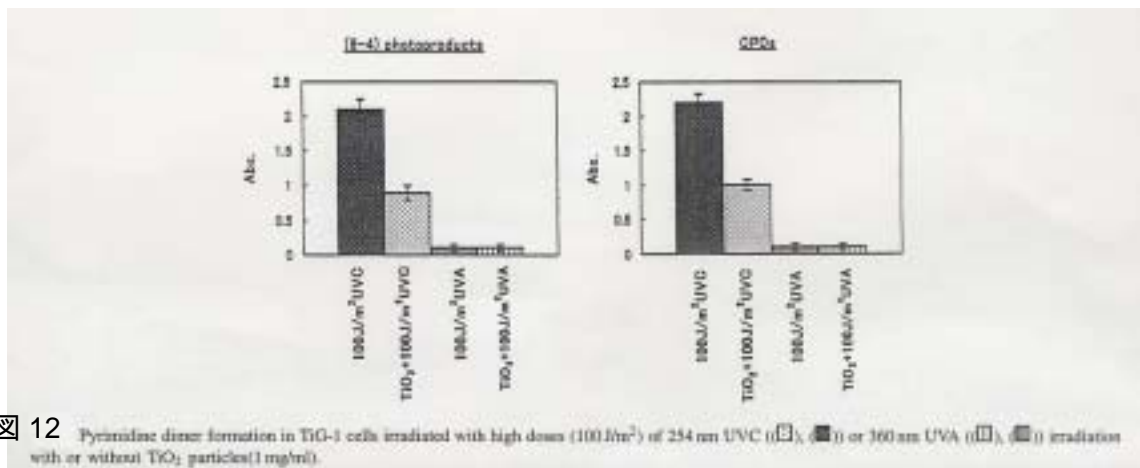 (6-4) photoproducts
CPDs
2.5
2
1.5
1
0.5
0
Abs.
100J/m²UVC
TiO₂+100J/m²UVC
100J/m²UVA
TiO₂+100J/m²UVA
2.5
2
1.5
1
0.5
0
Abs.
100J/m²UVC
TiO₂+100J/m²UVC
100J/m²UVA
TiO₂+100J/m²UVA
図 12
Pyrimidine dimer formation in TiG-1 cells irradiated with high doses (100 J/m²) of 254 nm UVC ((▒), (■)) or 360 nm UVA ((▥), (▤)) irradiation
with or without TiO₂ particles(1 mg/ml).